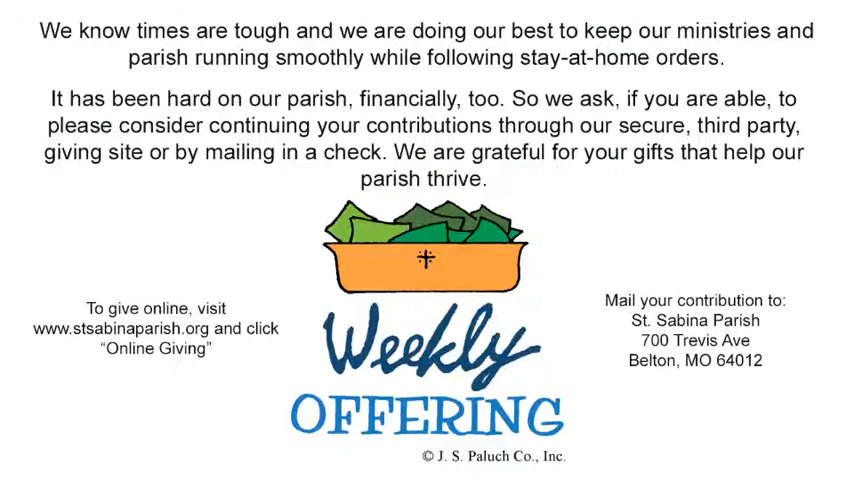 We know times are tough and we are doing our best to keep our ministries and
parish running smoothly while following stay-at-home orders.
It has been hard on our parish, financially, too. So we ask, if you are able, to
please consider continuing your contributions through our secure, third party,
giving site or by mailing in a check. We are grateful for your gifts that help our
parish thrive.
To give online, visit
www.stsabinaparish.org and click
“Online Giving”
Weekly
OFFERING
© J. S. Paluch Co., Inc.
Mail your contribution to:
St. Sabina Parish
700 Trevis Ave
Belton, MO 64012